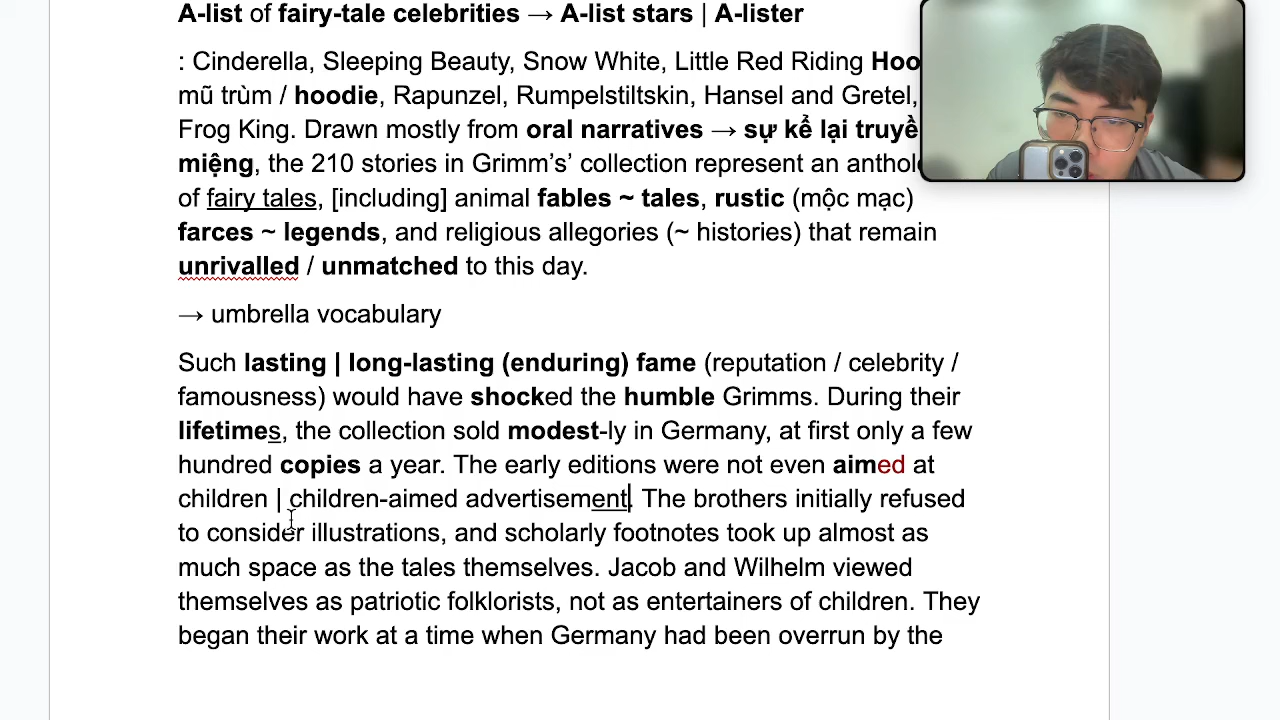 A-list of fairy-tale celebrities → A-list stars | A-lister
: Cinderella, Sleeping Beauty, Snow White, Little Red Riding
mũ trùm / hoodie, Rapunzel, Rumpelstiltskin, Hansel and Gretel,
Frog King. Drawn mostly from oral narratives → sự kể lại
miệng, the 210 stories in Grimm’s’ collection represent an
of fairy tales, [including] animal fables ~ tales, rustic (mộc mạc)
farces ~ legends, and religious allegories (~ histories) that remain
unrivalled / unmatched to this day.
→ umbrella vocabulary
Such lasting | long-lasting (enduring) fame (reputation / celebrity /
famousness) would have shocked the humble Grimms. During their
lifetimes, the collection sold modest-ly in Germany, at first only a few
hundred copies a year. The early editions were not even aimed at
children | children-aimed advertisement. The brothers initially refused
to consider illustrations, and scholarly footnotes took up almost as
much space as the tales themselves. Jacob and Wilhelm viewed
themselves as patriotic folklorists, not as entertainers of children. They
began their work at a time when Germany had been overrun by the